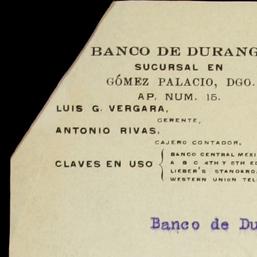 BANCO DE DURANG
SUCURSAL EN
GÓMEZ PALACIO, DGO.
AP. NUM. 15.
LUIS G. VERGARA,
GERENTE,
ANTONIO RIVAS.
CAJERO CONTADOR,
CLAVES EN USO
BANCO CENTRAL MEXI
A B C 4TH Y 5TH ED
LIEBER'S STANDARD
WESTERN UNION TEL
Banco de Du